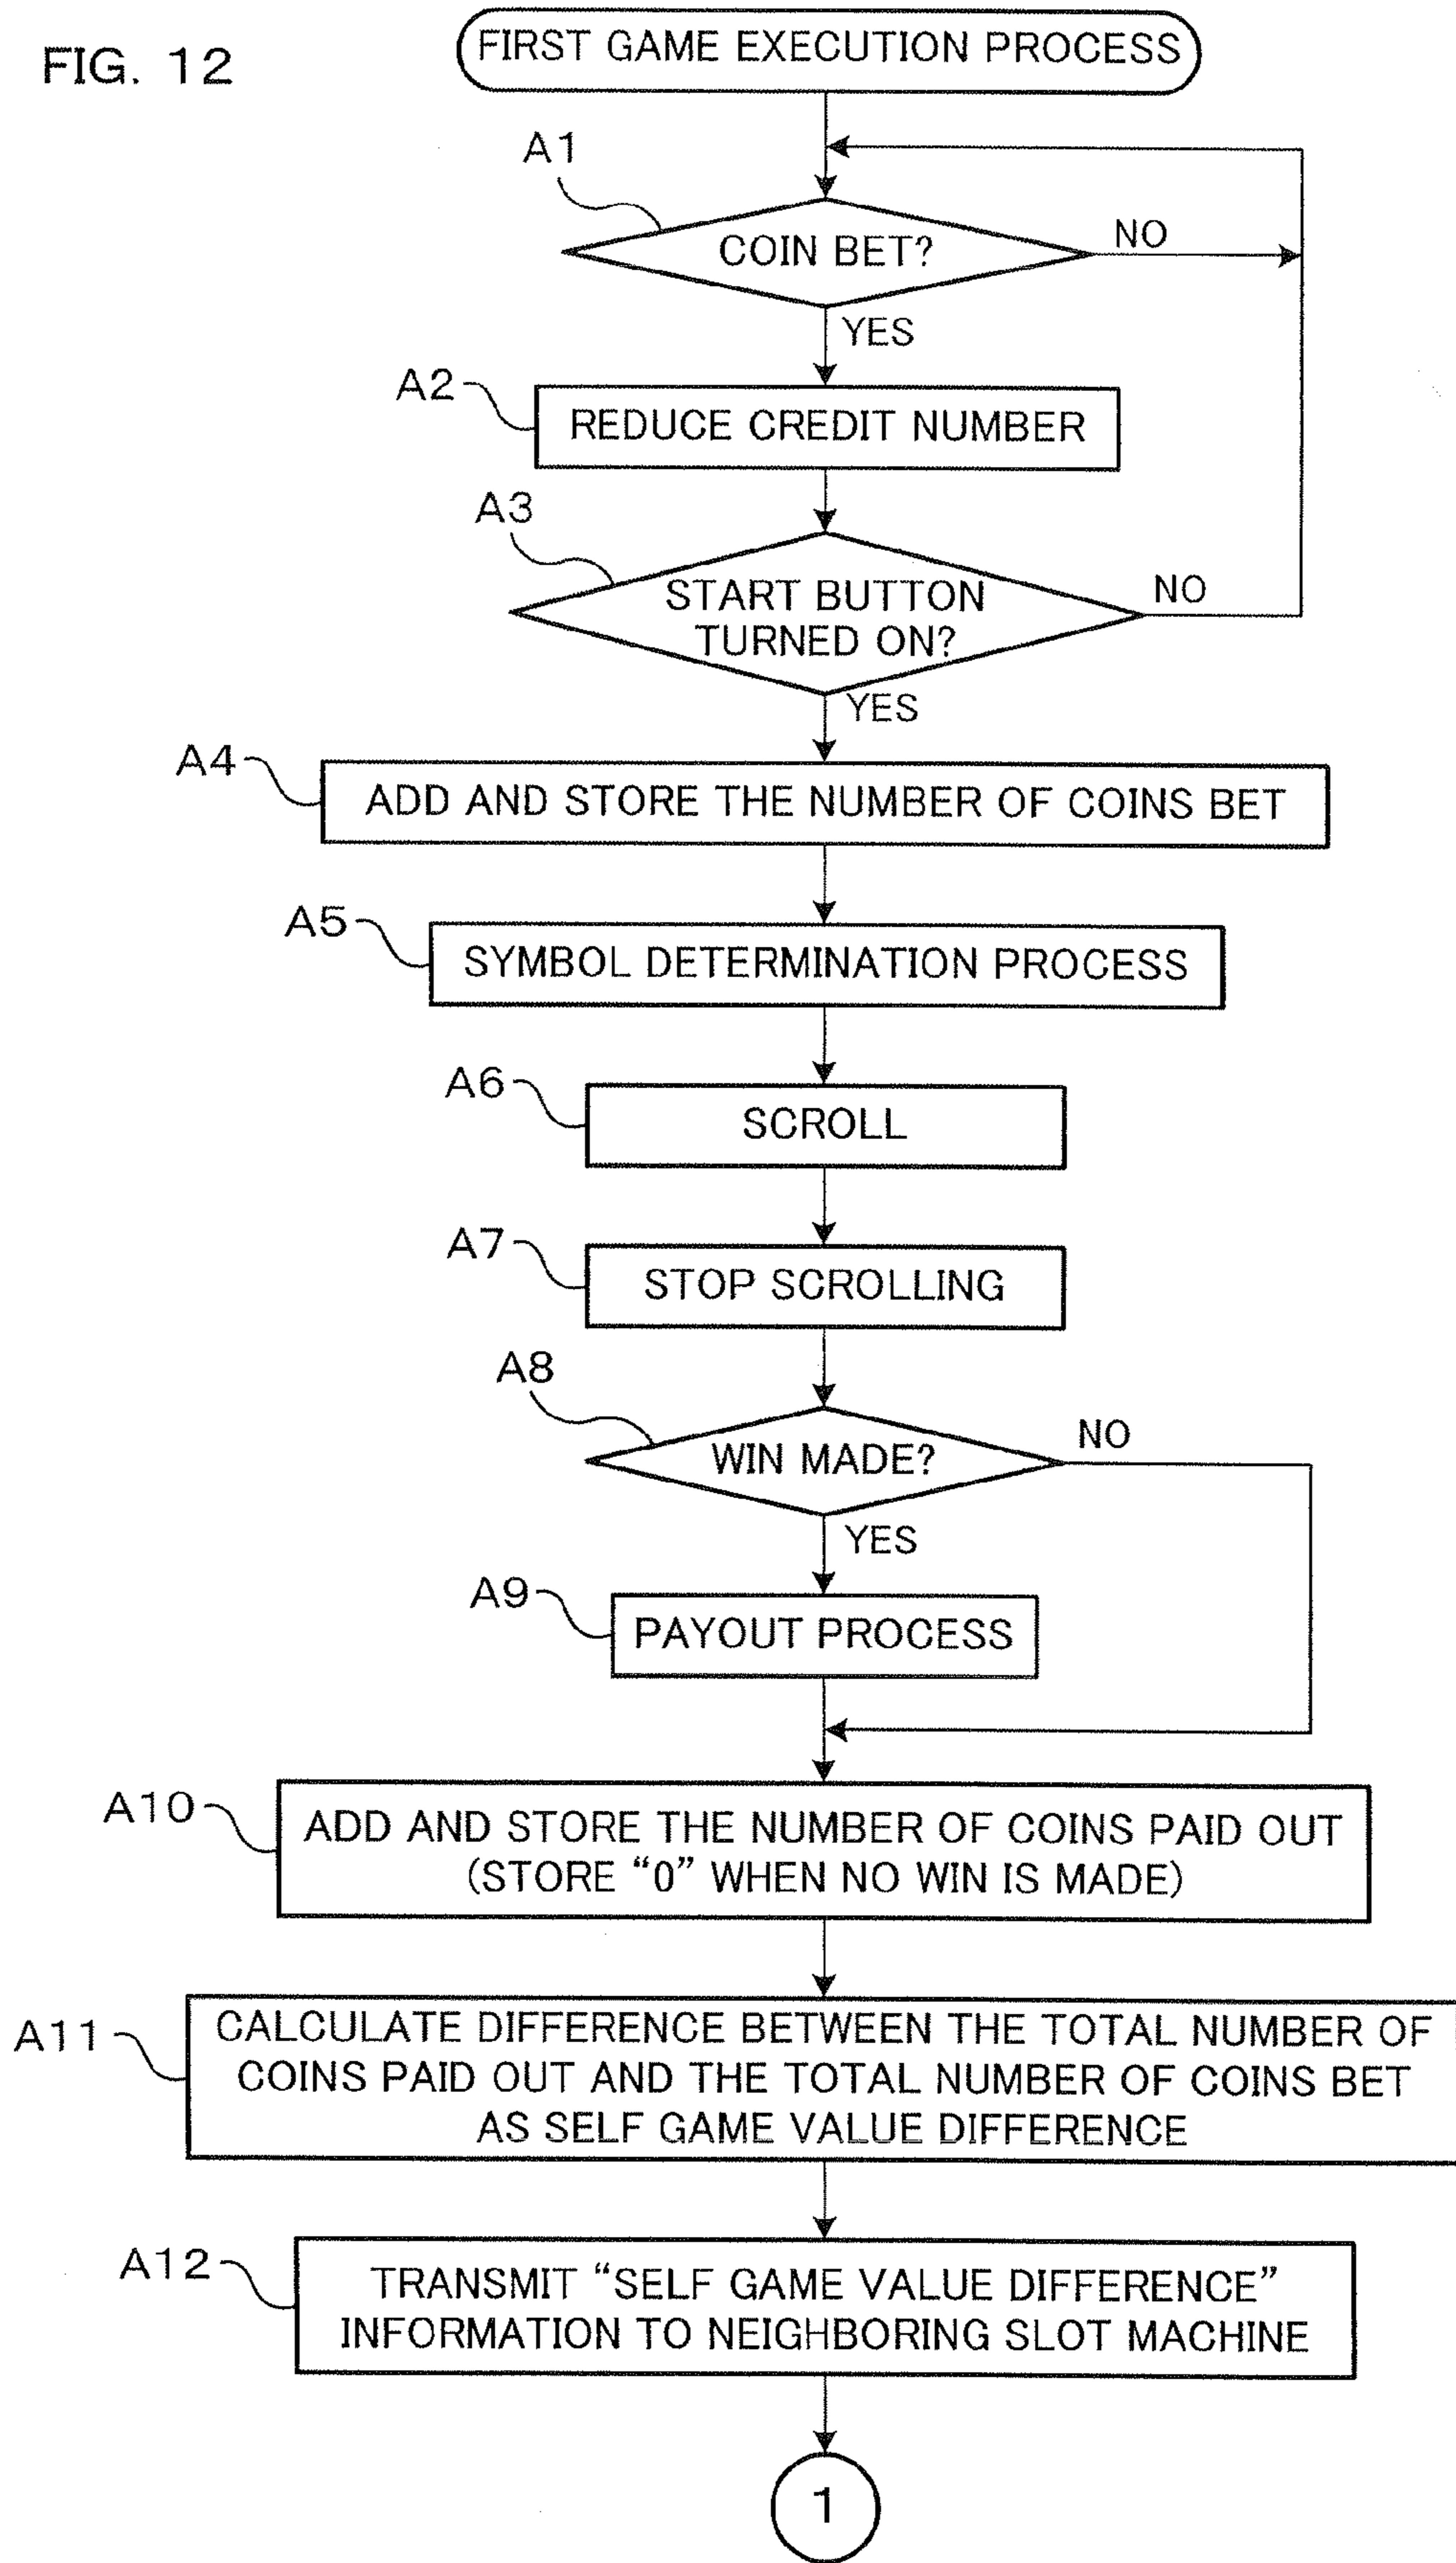 FIG. 12
FIRST GAME EXECUTION PROCESS
A1
COIN BET?
NO
YES
A2
REDUCE CREDIT NUMBER
A3
START BUTTON
TURNED ON?
NO
YES
A4
ADD AND STORE THE NUMBER OF COINS BET
A5
SYMBOL DETERMINATION PROCESS
A6
SCROLL
A7
STOP SCROLLING
A8
WIN MADE?
NO
YES
A9
PAYOUT PROCESS
A10
ADD AND STORE THE NUMBER OF COINS PAID OUT
(STORE “0” WHEN NO WIN IS MADE)
A11
CALCULATE DIFFERENCE BETWEEN THE TOTAL NUMBER OF
COINS PAID OUT AND THE TOTAL NUMBER OF COINS BET
AS SELF GAME VALUE DIFFERENCE
A12
TRANSMIT “SELF GAME VALUE DIFFERENCE”
INFORMATION TO NEIGHBORING SLOT MACHINE
1